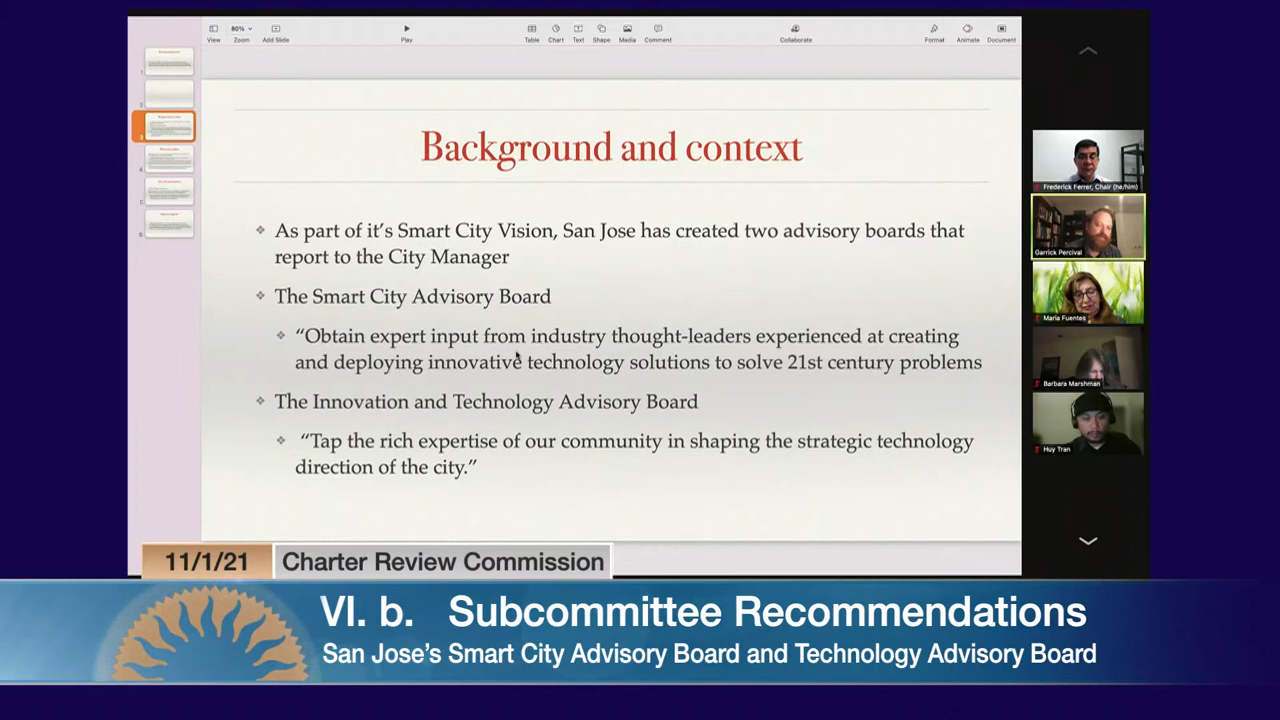 View
80%
Zoom
Add Slide
Play
Table
Chart
Text
Shape
Media
Comment
Collaborate
Format
Animate
Document
1
2
3
4
5
6
Background and context
As part of it's Smart City Vision, San Jose has created two advisory boards that
report to the City Manager
The Smart City Advisory Board
“Obtain expert input from industry thought-leaders experienced at creating
and deploying innovative technology solutions to solve 21st century problems
The Innovation and Technology Advisory Board
“Tap the rich expertise of our community in shaping the strategic technology
direction of the city.”
Frederick Ferrer, Chair (he/him)
Garrick Percival
Maria Fuentes
Barbara Marshman
Huy Tran
11/1/21
Charter Review Commission
VI. b. Subcommittee Recommendations
San Jose's Smart City Advisory Board and Technology Advisory Board